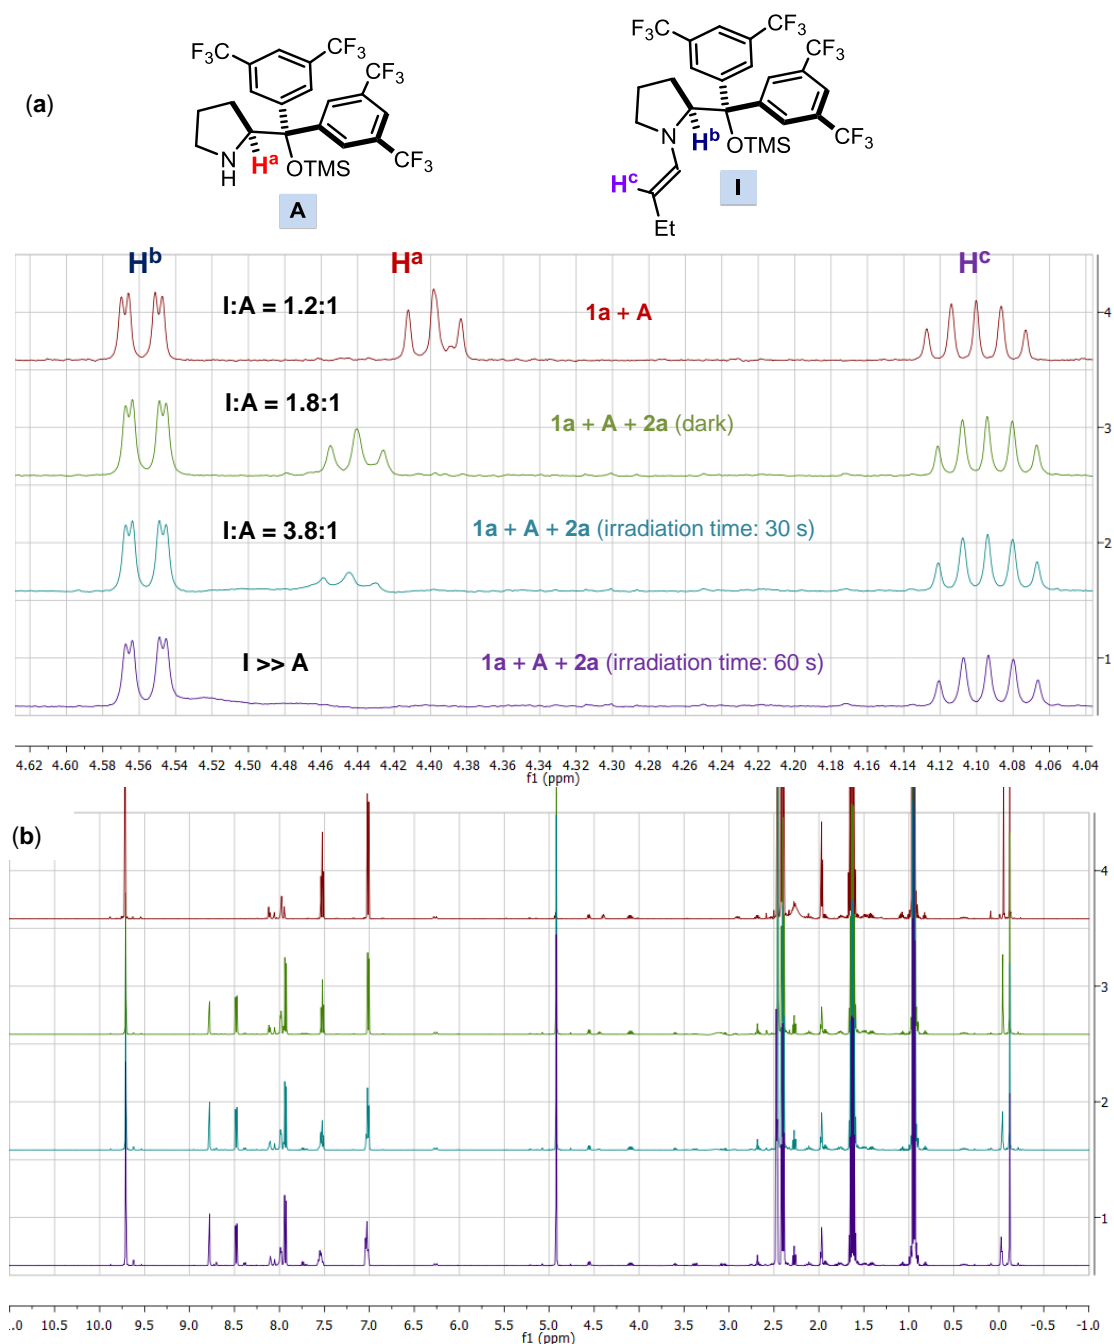 (a)
F₃C CF₃ CF₃ CF₃
N H Hᵃ OTMS
A
F₃C CF₃ CF₃ CF₃
N Hᵇ OTMS
Hᶜ
Et
I
Hᵇ Hᵃ Hᶜ
I:A = 1.2:1 1a + A 4
I:A = 1.8:1 1a + A + 2a (dark) 3
I:A = 3.8:1 1a + A + 2a (irradiation time: 30 s) 2
I >> A 1a + A + 2a (irradiation time: 60 s) 1
4.62 4.60 4.58 4.56 4.54 4.52 4.50 4.48 4.46 4.44 4.42 4.40 4.38 4.36 4.34 4.32 4.30 4.28 4.26 4.24 4.22 4.20 4.18 4.16 4.14 4.12 4.10 4.08 4.06 4.04
f1 (ppm)
(b)
4
3
2
1
.0 10.5 10.0 9.5 9.0 8.5 8.0 7.5 7.0 6.5 6.0 5.5 5.0 4.5 4.0 3.5 3.0 2.5 2.0 1.5 1.0 0.5 0.0 -0.5 -1.0
f1 (ppm)